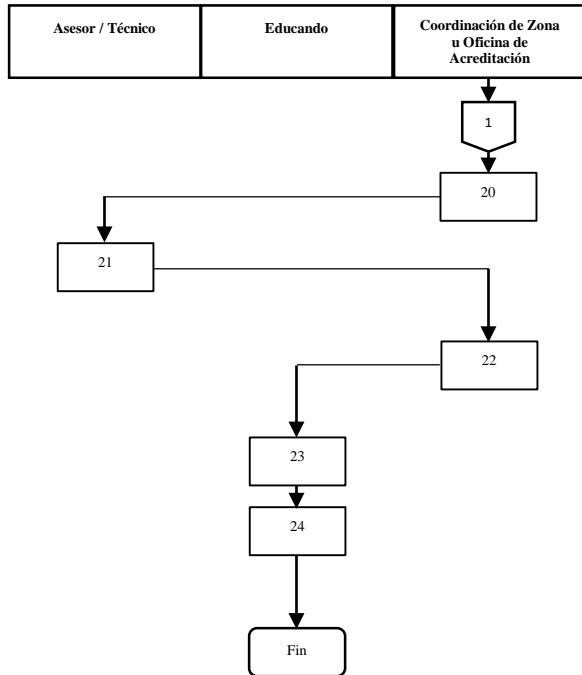 Asesor / Técnico
Educando
Coordinación de Zona
u Oficina de
Acreditación
1
20
21
22
23
24
Fin